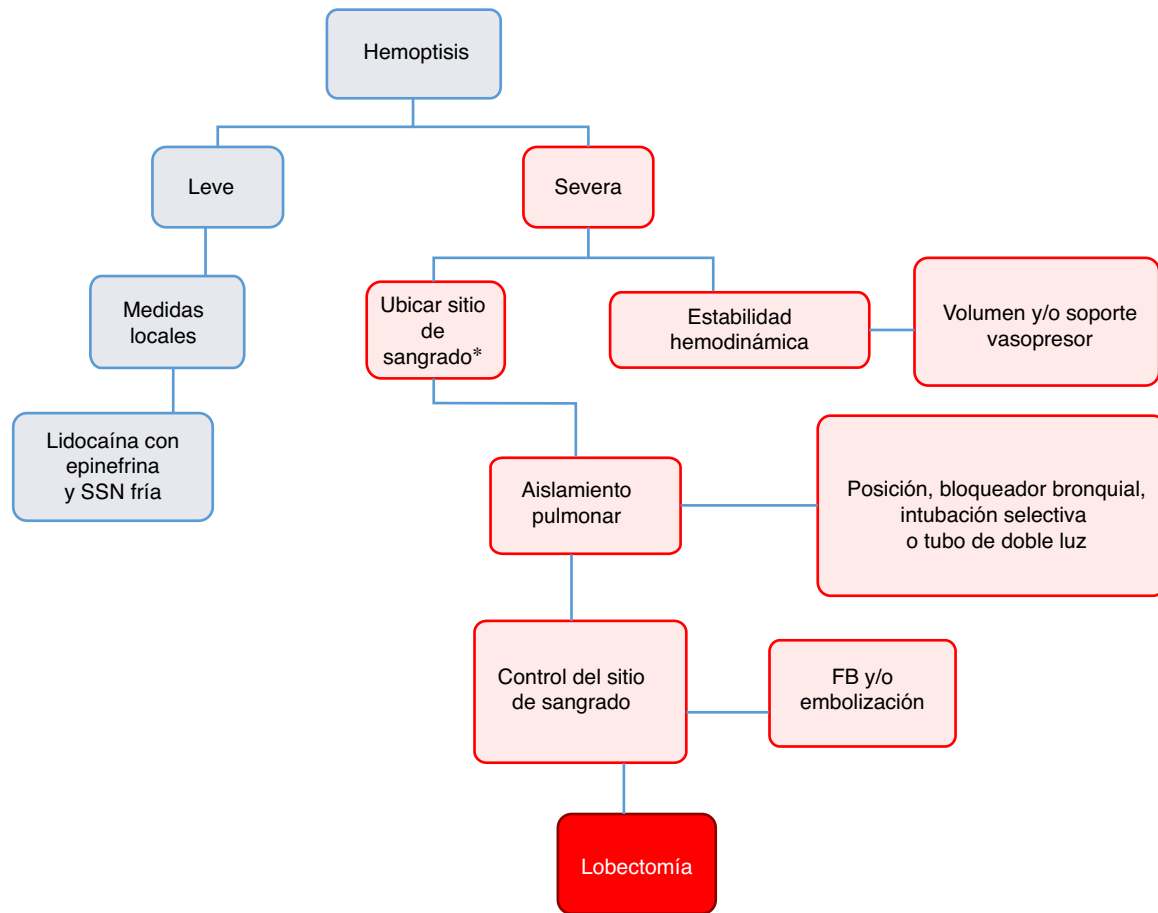 Hemoptisis
Leve
Severa
Medidas
locales
Ubicar sitio
de
sangrado*
Estabilidad
hemodinámica
Volumen y/o soporte
vasopresor
Lidocaína con
epinefrina
y SSN fría
Aislamiento
pulmonar
Posición, bloqueador bronquial,
intubación selectiva
o tubo de doble luz
Control del sitio
de sangrado
FB y/o
embolización
Lobectomía